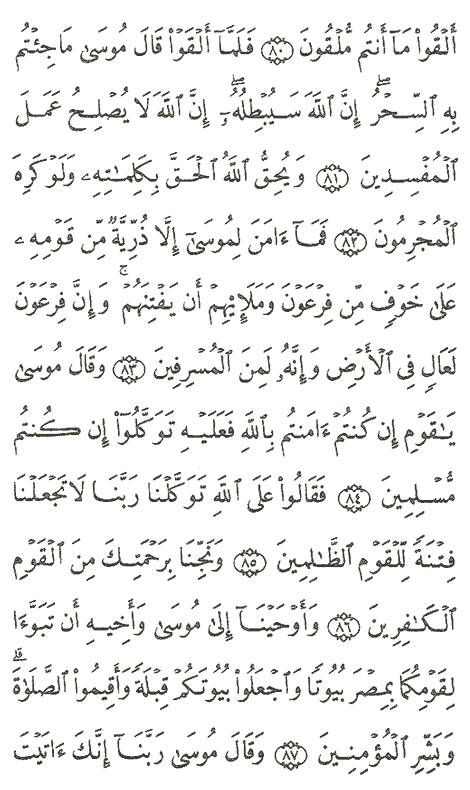 أَلْقُوا۟ مَآ أَنتُم مُّلْقُونَ ٨٠ فَلَمَّآ أَلْقَوْا۟ قَالَ مُوسَىٰ مَا جِئْتُم
بِهِ ٱلسِّحْرُ ۖ إِنَّ ٱللَّهَ سَيُبْطِلُهُۥٓ ۖ إِنَّ ٱللَّهَ لَا يُصْلِحُ عَمَلَ
ٱلْمُفْسِدِينَ ٨١ وَيُحِقُّ ٱللَّهُ ٱلْحَقَّ بِكَلِمَـٰتِهِۦ وَلَوْ كَرِهَ
ٱلْمُجْرِمُونَ ٨٢ فَمَآ ءَامَنَ لِمُوسَىٰٓ إِلَّا ذُرِّيَّةٌ مِّن قَوْمِهِۦ
عَلَىٰ خَوْفٍ مِّن فِرْعَوْنَ وَمَلَإِي۟هِمْ أَن يَفْتِنَهُمْ ۚ وَإِنَّ فِرْعَوْنَ
لَعَالٍ فِى ٱلْأَرْضِ وَإِنَّهُۥ لَمِنَ ٱلْمُسْرِفِينَ ٨٣ وَقَالَ مُوسَىٰ
يَـٰقَوْمِ إِن كُنتُمْ ءَامَنتُم بِٱللَّهِ فَعَلَيْهِ تَوَكَّلُوٓا۟ إِن كُنتُم
مُّسْلِمِينَ ٨٤ فَقَالُوا۟ عَلَى ٱللَّهِ تَوَكَّلْنَا رَبَّنَا لَا تَجْعَلْنَا
فِتْنَةً لِّلْقَوْمِ ٱلظَّـٰلِمِينَ ٨٥ وَنَجِّنَا بِرَحْمَتِكَ مِنَ ٱلْقَوْمِ
ٱلْكَـٰفِرِينَ ٨٦ وَأَوْحَيْنَآ إِلَىٰ مُوسَىٰ وَأَخِيهِ أَن تَبَوَّءَا
لِقَوْمِكُمَا بِمِصْرَ بُيُوتًا وَٱجْعَلُوا۟ بُيُوتَكُمْ قِبْلَةً وَأَقِيمُوا۟ ٱلصَّلَوٰةَ ۗ
وَبَشِّرِ ٱلْمُؤْمِنِينَ ٨٧ وَقَالَ مُوسَىٰ رَبَّنَآ إِنَّكَ ءَاتَيْتَ